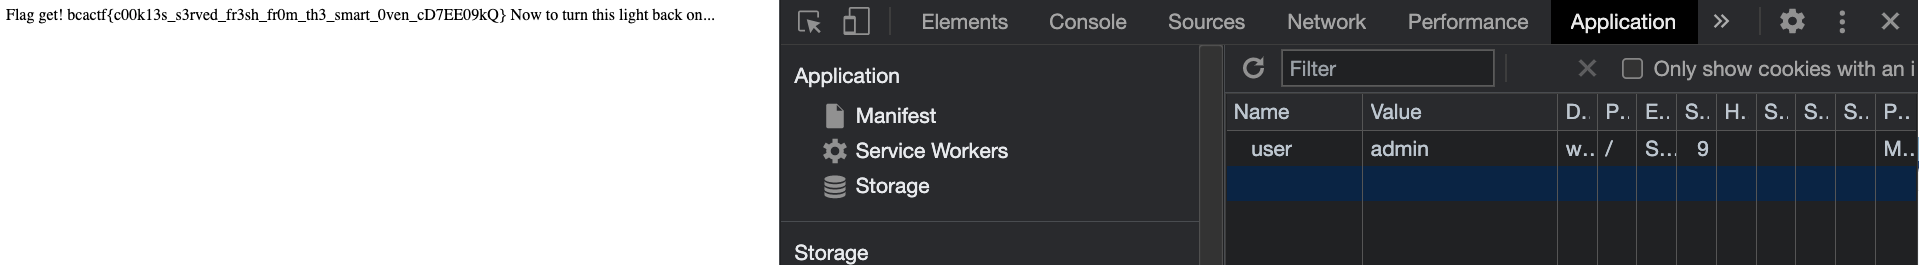 Flag get! bcactf{c00k13s_s3rved_fr3sh_fr0m_th3_smart_0ven_cD7EE09kQ} Now to turn this light back on...
Elements Console Sources Network Performance Application »
Application
Manifest
Service Workers
Storage
Storage
Filter Only show cookies with an i
Name Value D.. P.. E.. S.. H. S.. S.. S.. P..
user admin w.. / S... 9 M..